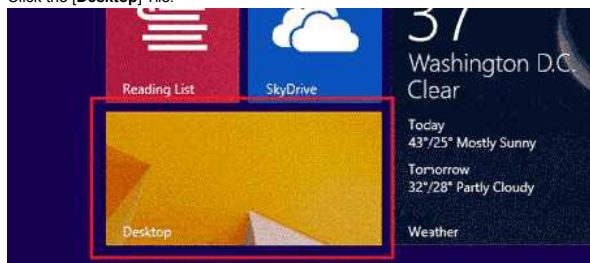 Click the [Desktop] Tile.
37
Reading List
SkyDrive
Washington D.C.
Clear
Today
43°/25° Mostly Sunny
Tomorrow
32°/28° Partly Cloudy
Desktop
Weather